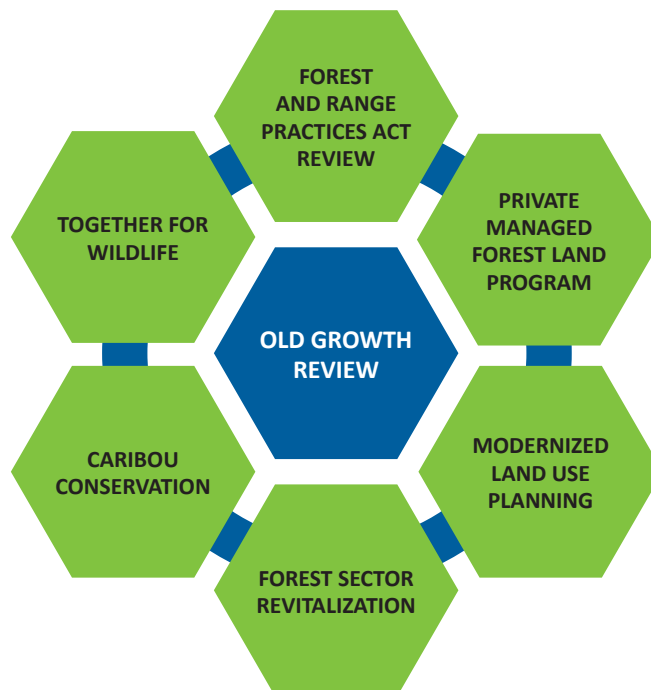 FOREST
AND RANGE
PRACTICES ACT
REVIEW
TOGETHER FOR
WILDLIFE
PRIVATE
MANAGED
FOREST LAND
PROGRAM
OLD GROWTH
REVIEW
CARIBOU
CONSERVATION
MODERNIZED
LAND USE
PLANNING
FOREST SECTOR
REVITALIZATION